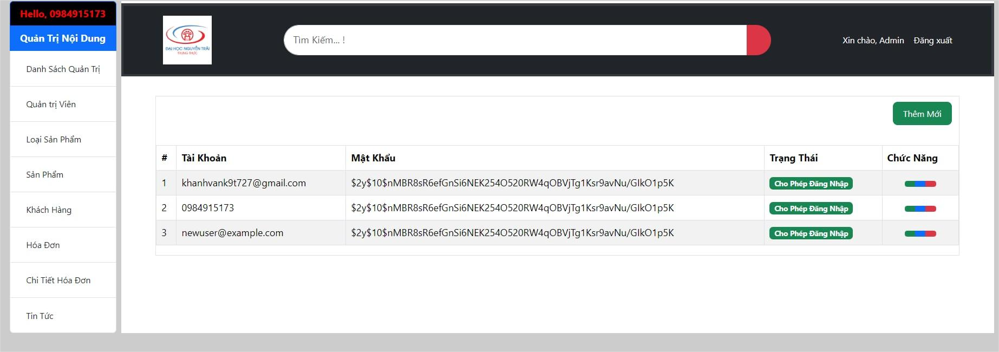 Hello, 0984915173
Quản Trị Nội Dung
Danh Sách Quản Trị
Quản trị Viên
Loại Sản Phẩm
Sản Phẩm
Khách Hàng
Hóa Đơn
Chi Tiết Hóa Đơn
Tin Tức
ĐẠI HỌC NGUYỄN TRÃI
TRUNG THỰC
Tìm Kiếm... !
Xin chào, Admin Đăng xuất
Thêm Mới
# Tài Khoản Mật Khẩu Trạng Thái Chức Năng
1 khanhvank9t727@gmail.com $2y$10$nMBR8sR6efGnSi6NEK254O520RW4qOBVjTg1Ksr9avNu/GIkO1p5K Cho Phép Đăng Nhập
2 0984915173 $2y$10$nMBR8sR6efGnSi6NEK254O520RW4qOBVjTg1Ksr9avNu/GIkO1p5K Cho Phép Đăng Nhập
3 newuser@example.com $2y$10$nMBR8sR6efGnSi6NEK254O520RW4qOBVjTg1Ksr9avNu/GIkO1p5K Cho Phép Đăng Nhập